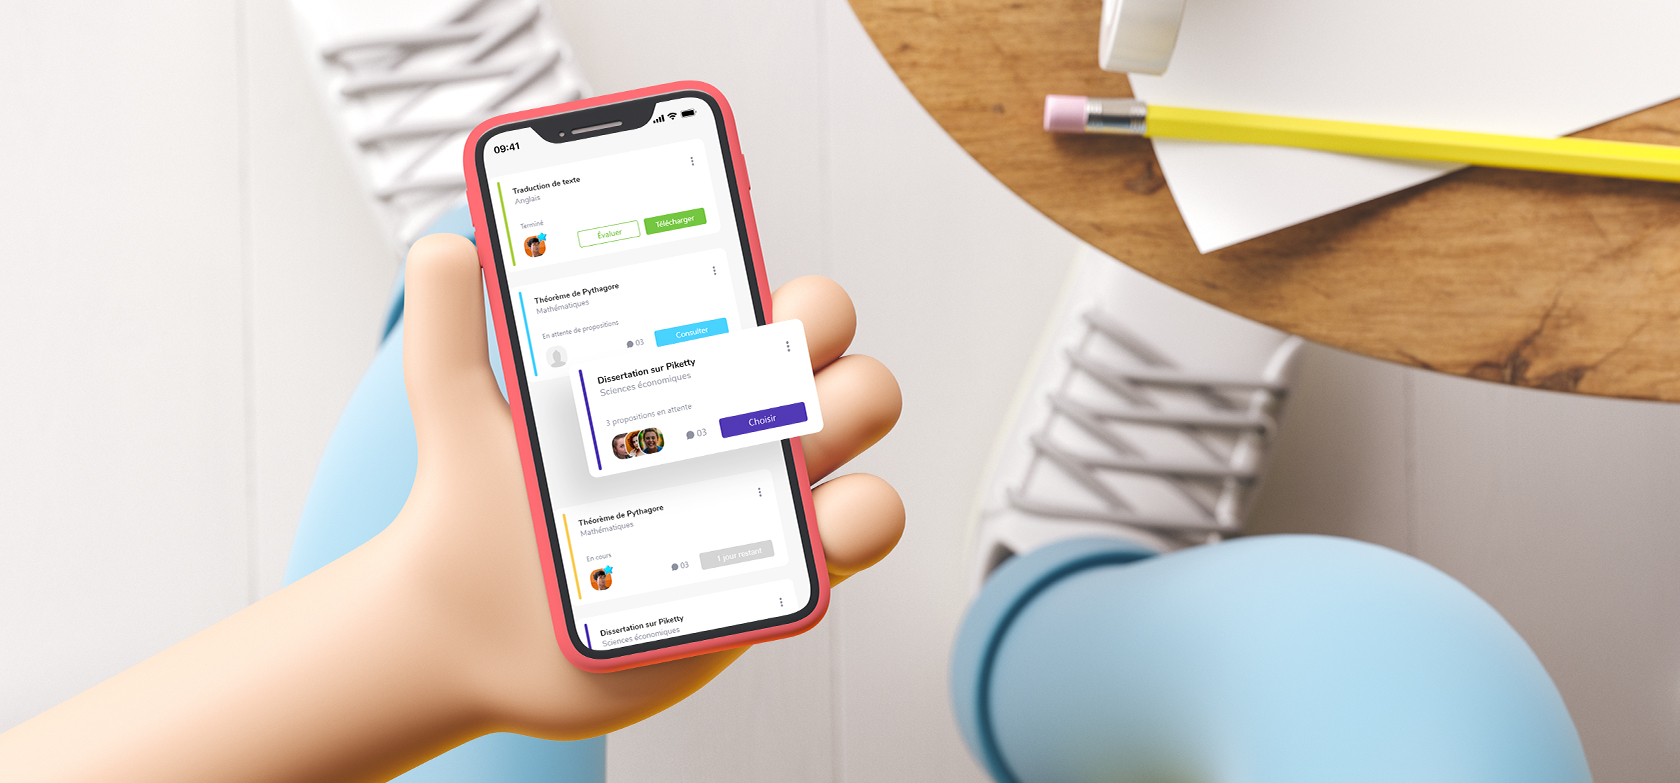 09:41
Traduction de texte
Anglais
Terminé
Évaluer
Télécharger
Théorème de Pythagore
Mathématiques
En attente de propositions
03
Consulter
Dissertation sur Piketty
Sciences économiques
3 propositions en attente
03
Choisir
Théorème de Pythagore
Mathématiques
En cours
03
1 jour restant
Dissertation sur Piketty
Sciences économiques